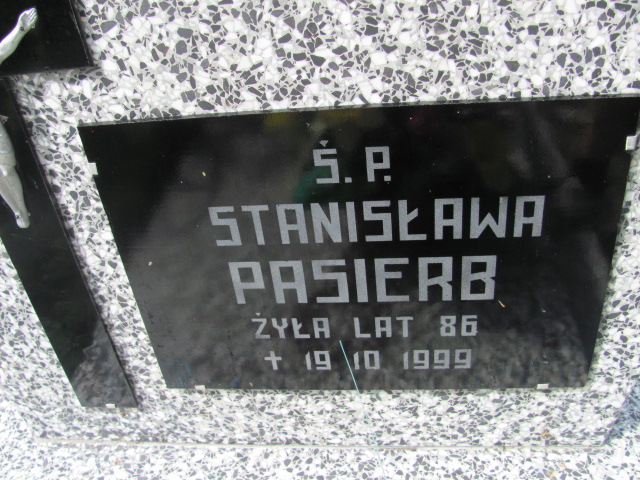 Ś. P.
STANISŁAWA
PASIERB
ŻYŁA LAT 86
✝ 19 10 1999